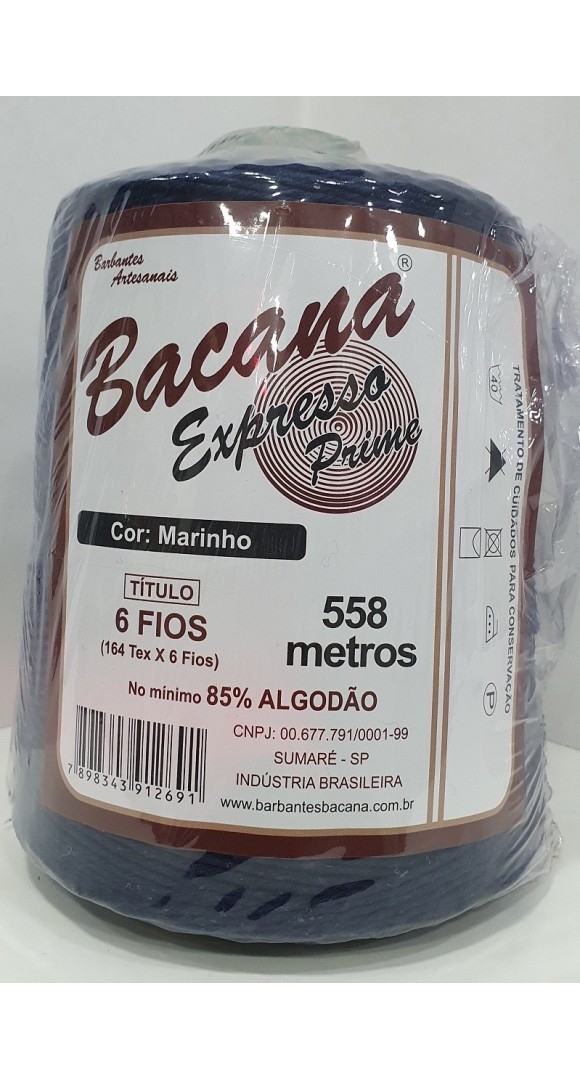 Barbantes
Artesanais
Bacana ®
Expresso
Prime
Cor: Marinho
TÍTULO
6 FIOS
(164 Tex X 6 Fios)
558
metros
No mínimo 85% ALGODÃO
CNPJ: 00.677.791/0001-99
SUMARÉ - SP
INDÚSTRIA BRASILEIRA
www.barbantesbacana.com.br
7 898343 912691
TRATAMENTO DE CUIDADOS PARA CONSERVAÇÃO
40
P